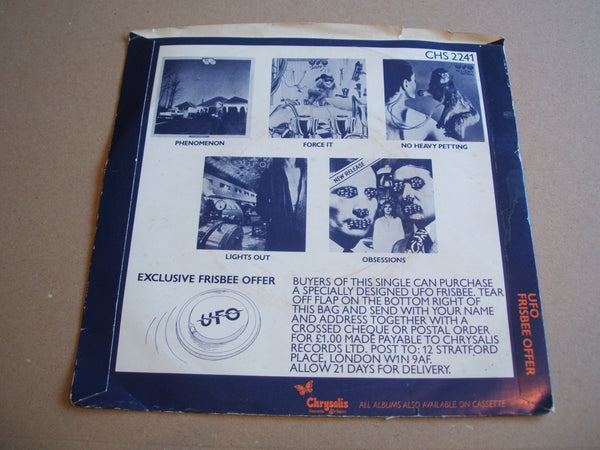 CHS 2241
PHENOMENON
FORCE IT
NO HEAVY PETTING
NEW RELEASE
LIGHTS OUT
OBSESSIONS
EXCLUSIVE FRISBEE OFFER
UFO
BUYERS OF THIS SINGLE CAN PURCHASE
A SPECIALLY DESIGNED UFO FRISBEE. TEAR
OFF FLAP ON THE BOTTOM RIGHT OF
THIS BAG AND SEND WITH YOUR NAME
AND ADDRESS TOGETHER WITH A
CROSSED CHEQUE OR POSTAL ORDER
FOR £1.00 MADE PAYABLE TO CHRYSALIS
RECORDS LTD. POST TO: 12 STRATFORD
PLACE, LONDON W1N 9AF.
ALLOW 21 DAYS FOR DELIVERY.
UFO
FRISBEE OFFER
Chrysalis
ALL ALBUMS ALSO AVAILABLE ON CASSETTE